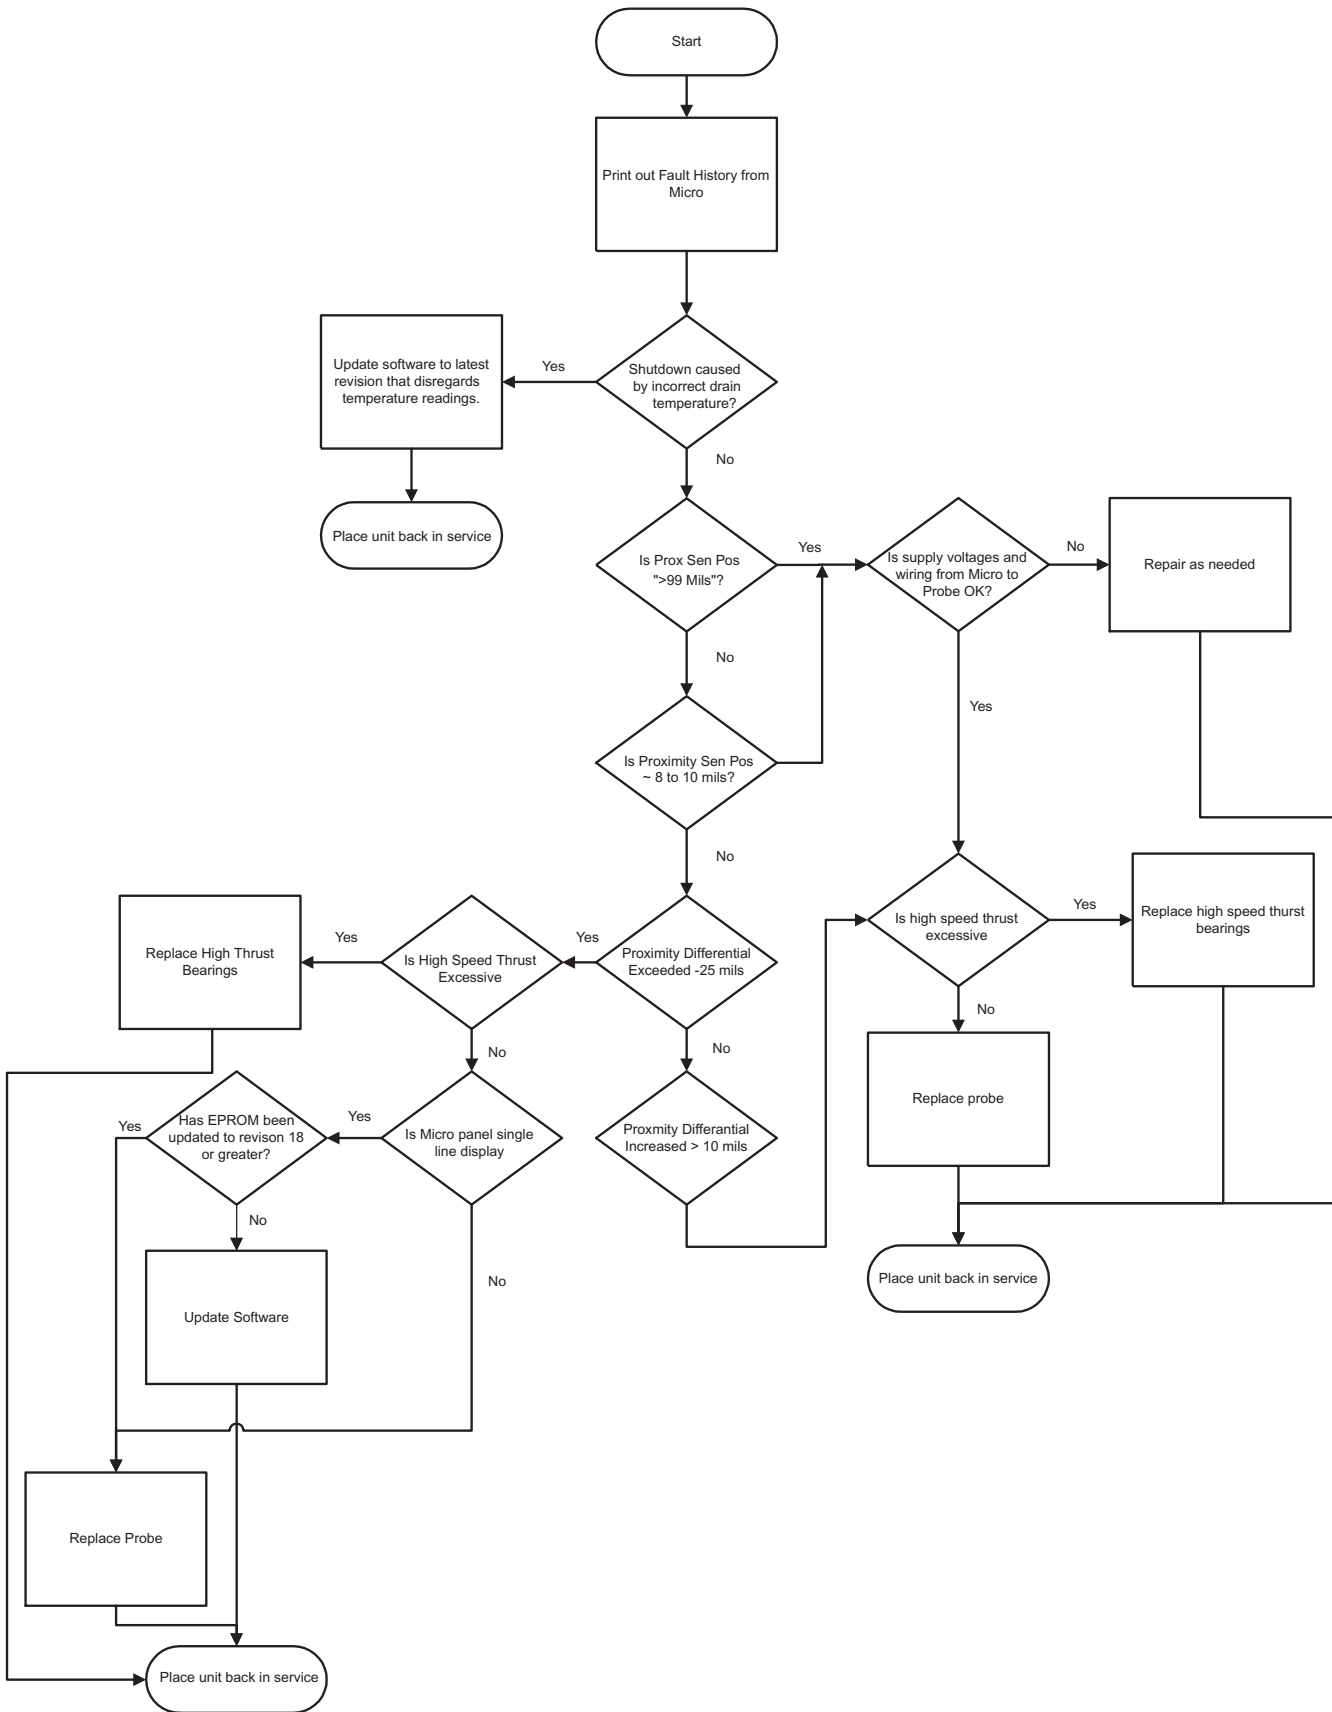 Start
Print out Fault History from
Micro
Shutdown caused
by incorrect drain
temperature?
Yes
Update software to latest
revision that disregards
temperature readings.
Place unit back in service
No
Is Prox Sen Pos
">99 Mils"?
Yes
Is supply voltages and
wiring from Micro to
Probe OK?
No
Repair as needed
No
Yes
Is Proximity Sen Pos
~ 8 to 10 mils?
No
Is high speed thrust
excessive
Yes
Replace high speed thurst
bearings
Proximity Differential
Exceeded -25 mils
Yes
Is High Speed Thrust
Excessive
Yes
Replace High Thrust
Bearings
No
Replace probe
No
No
Proxmity Differantial
Increased > 10 mils
Is Micro panel single
line display
Yes
Has EPROM been
updated to revison 18
or greater?
Yes
No
Update Software
No
Place unit back in service
Replace Probe
Place unit back in service